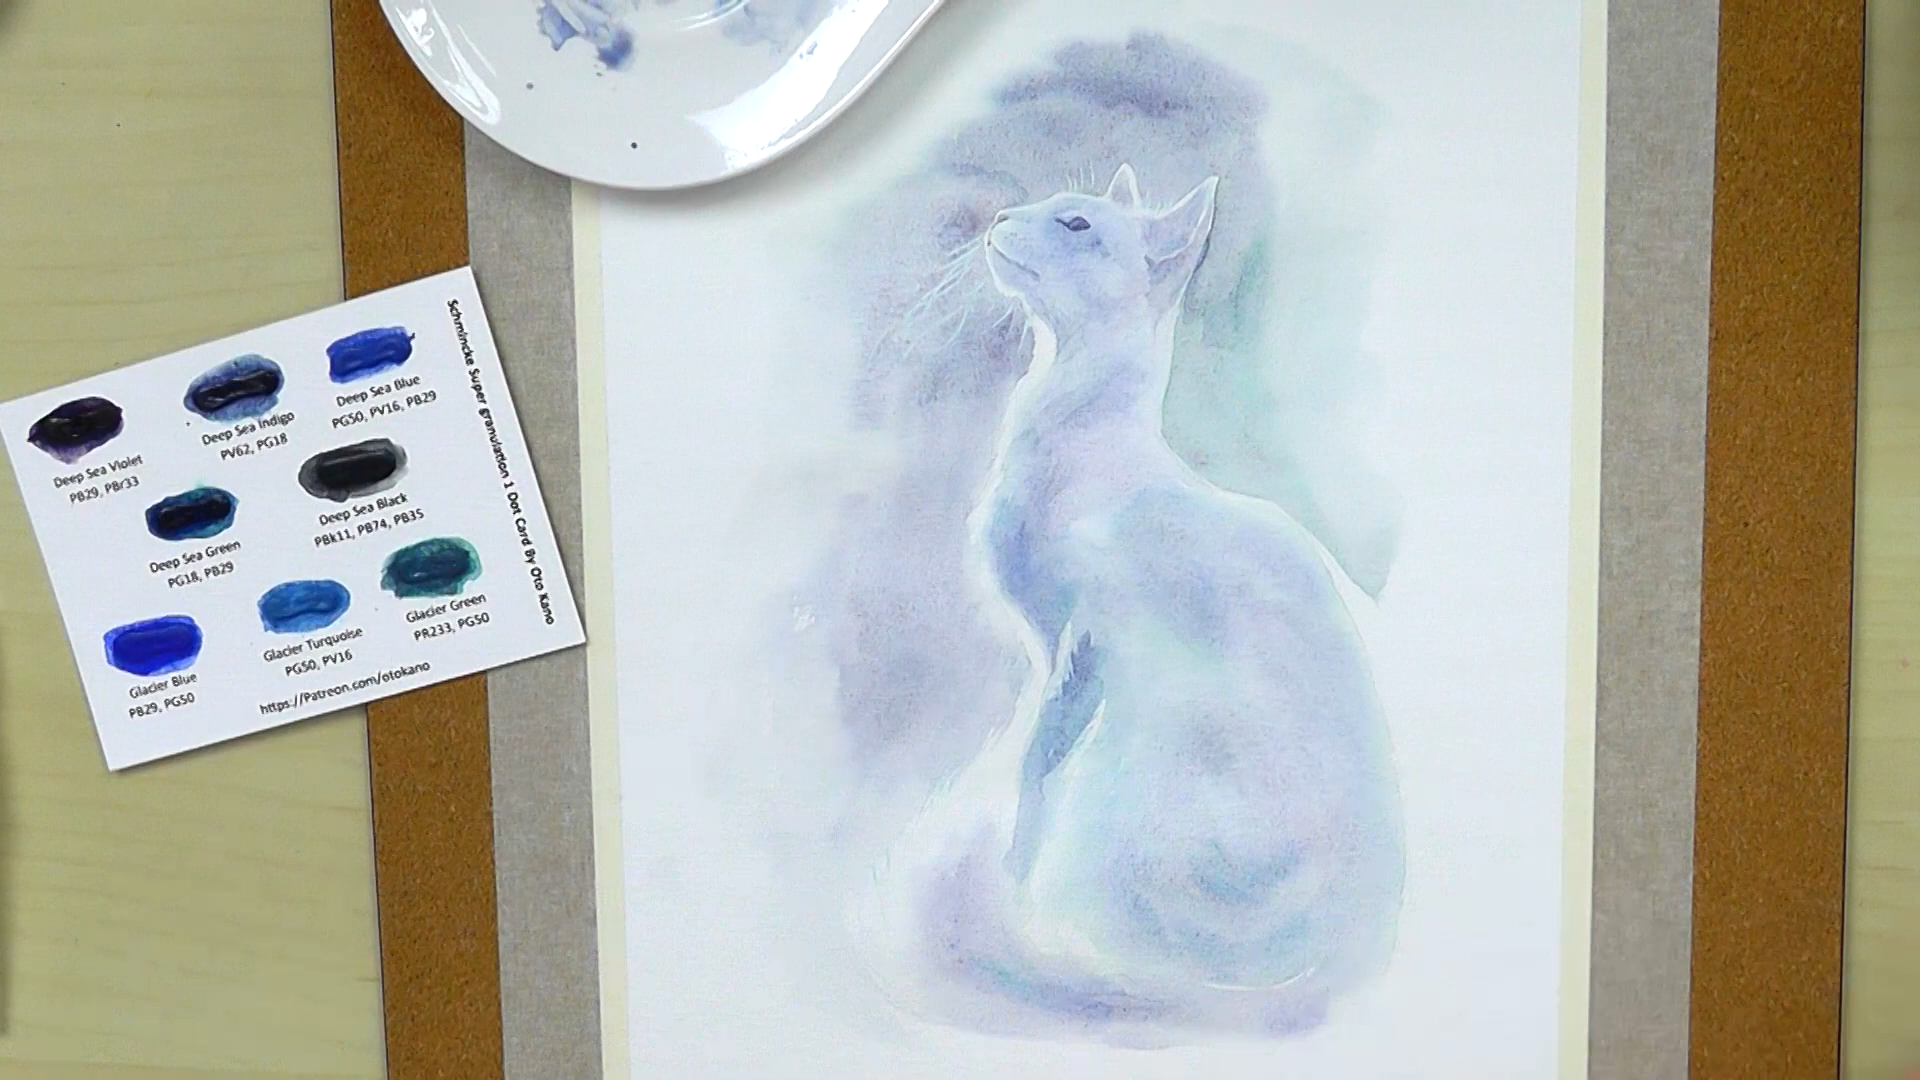 Schmincke Super granulation 1 Dot Card By Oto Kano
Deep Sea Violet
PB29, PBr33
Deep Sea Indigo
PV62, PG18
Deep Sea Blue
PG50, PV16, PB29
Deep Sea Green
PG18, PB29
Deep Sea Black
PBk11, PB74, PB35
Glacier Blue
PB29, PG50
Glacier Turquoise
PG50, PV16
Glacier Green
PR233, PG50
https://Patreon.com/otokano